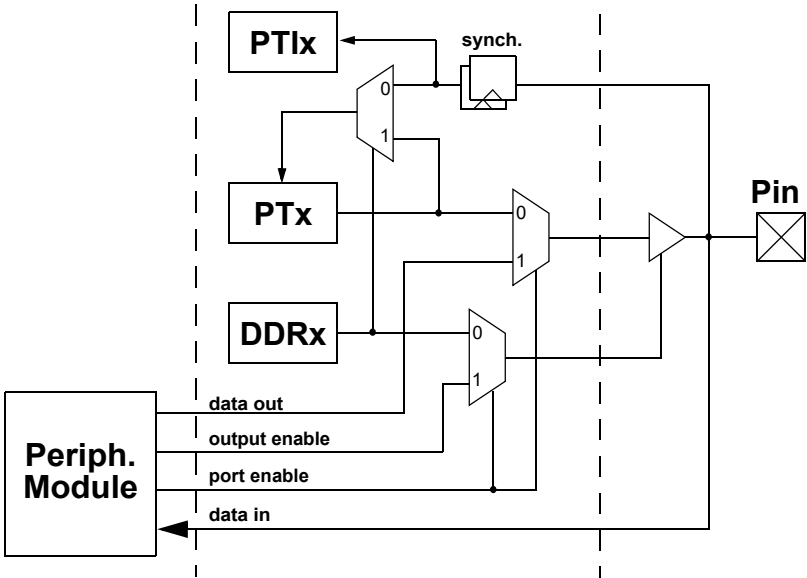 PTIx
synch.
0
1
PTx
0
1
Pin
DDRx
0
1
Periph.
Module
data out
output enable
port enable
data in